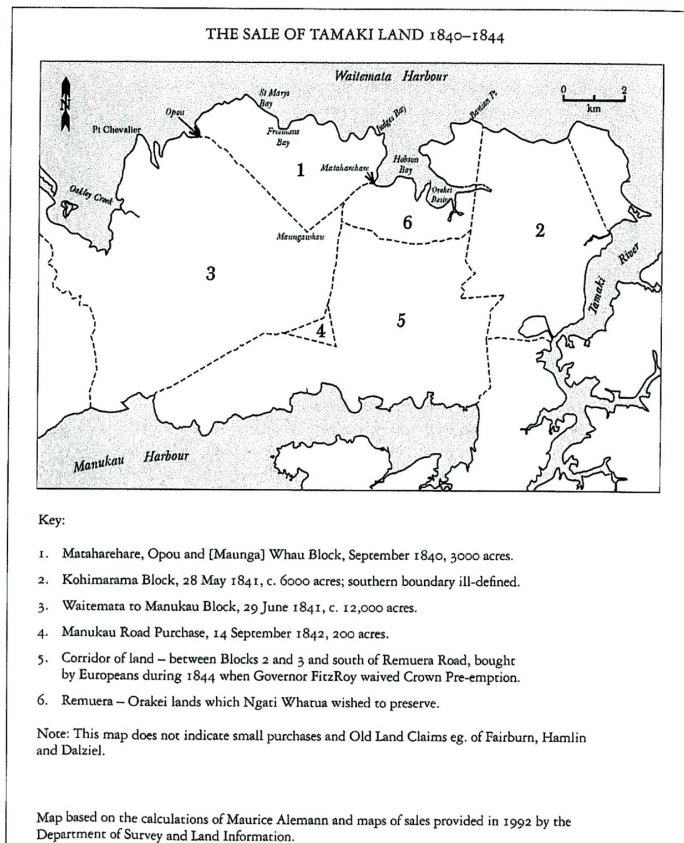 THE SALE OF TAMAKI LAND 1840–1844
Waitemata Harbour
N
0 2
km
St Marys
Bay
Opou
Pt Chevalier
Freemans
Bay
Judges Bay
Bastion Pt
Hobson
Bay
Mataharehare
Orakei
Basin
Oakley Creek
1
6
2
Maungawhau
3
Tamaki River
4
5
Manukau Harbour
Key:
1. Mataharehare, Opou and [Maunga] Whau Block, September 1840, 3000 acres.
2. Kohimarama Block, 28 May 1841, c. 6000 acres; southern boundary ill-defined.
3. Waitemata to Manukau Block, 29 June 1841, c. 12,000 acres.
4. Manukau Road Purchase, 14 September 1842, 200 acres.
5. Corridor of land – between Blocks 2 and 3 and south of Remuera Road, bought
by Europeans during 1844 when Governor FitzRoy waived Crown Pre-emption.
6. Remuera – Orakei lands which Ngati Whatua wished to preserve.
Note: This map does not indicate small purchases and Old Land Claims eg. of Fairburn, Hamlin
and Dalziel.
Map based on the calculations of Maurice Alemann and maps of sales provided in 1992 by the
Department of Survey and Land Information.